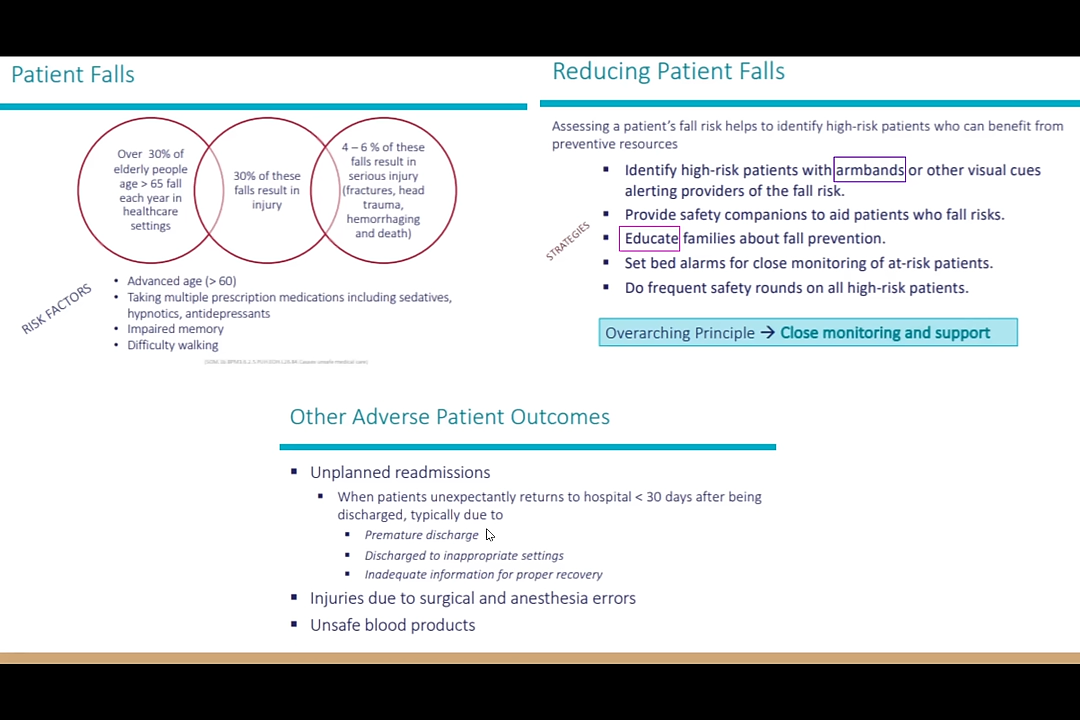 Patient Falls
Over 30% of
elderly people
age > 65 fall
each year in
healthcare
settings
30% of these
falls result in
injury
4 – 6 % of these
falls result in
serious injury
(fractures, head
trauma,
hemorrhaging
and death)
RISK FACTORS
• Advanced age (> 60)
• Taking multiple prescription medications including sedatives,
hypnotics, antidepressants
• Impaired memory
• Difficulty walking
Reducing Patient Falls
Assessing a patient's fall risk helps to identify high-risk patients who can benefit from
preventive resources
STRATEGIES
▪ Identify high-risk patients with armbands or other visual cues
alerting providers of the fall risk.
▪ Provide safety companions to aid patients who fall risks.
▪ Educate families about fall prevention.
▪ Set bed alarms for close monitoring of at-risk patients.
▪ Do frequent safety rounds on all high-risk patients.
Overarching Principle → Close monitoring and support
Other Adverse Patient Outcomes
▪ Unplanned readmissions
▪ When patients unexpectantly returns to hospital < 30 days after being
discharged, typically due to
▪ Premature discharge
▪ Discharged to inappropriate settings
▪ Inadequate information for proper recovery
▪ Injuries due to surgical and anesthesia errors
▪ Unsafe blood products